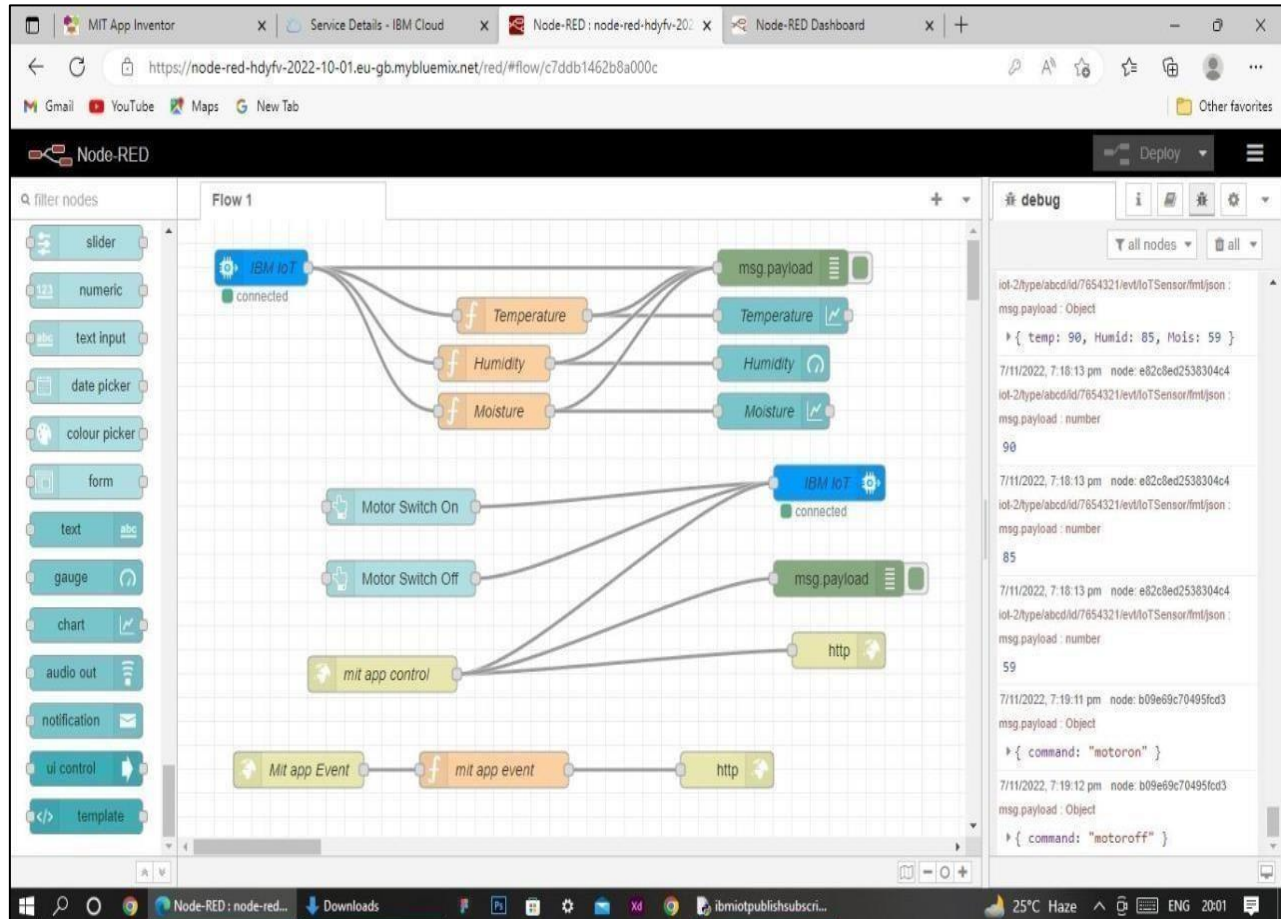 MIT App Inventor
Service Details - IBM Cloud
Node-RED : node-red-hdyfv-202
Node-RED Dashboard
https://node-red-hdyfv-2022-10-01.eu-gb.mybluemix.net/red/#flow/c7ddb1462b8a000c
Gmail YouTube Maps New Tab
Other favorites
Node-RED
Deploy
filter nodes
slider
numeric
text input
date picker
colour picker
form
text
gauge
chart
audio out
notification
ui control
template
Flow 1
IBM IoT
connected
Temperature
Humidity
Moisture
msg.payload
Temperature
Humidity
Moisture
Motor Switch On
Motor Switch Off
IBM IoT
connected
msg.payload
mit app control
http
Mit app Event
mit app event
http
debug
all nodes
all
iot-2/type/abcd/id/7654321/evt/IoTSensor/fmt/json :
msg.payload : Object
{ temp: 90, Humid: 85, Mois: 59 }
7/11/2022, 7:18:13 pm node: e82c8ed2538304c4
iot-2/type/abcd/id/7654321/evt/IoTSensor/fmt/json :
msg.payload : number
90
7/11/2022, 7:18:13 pm node: e82c8ed2538304c4
iot-2/type/abcd/id/7654321/evt/IoTSensor/fmt/json :
msg.payload : number
85
7/11/2022, 7:18:13 pm node: e82c8ed2538304c4
iot-2/type/abcd/id/7654321/evt/IoTSensor/fmt/json :
msg.payload : number
59
7/11/2022, 7:19:11 pm node: b09e69c70495fcd3
msg.payload : Object
{ command: "motoron" }
7/11/2022, 7:19:12 pm node: b09e69c70495fcd3
msg.payload : Object
{ command: "motoroff" }
Node-RED : node-red...
Downloads
Ps
Xd
ibmiotpublishsubscri...
25°C Haze
ENG
20:01